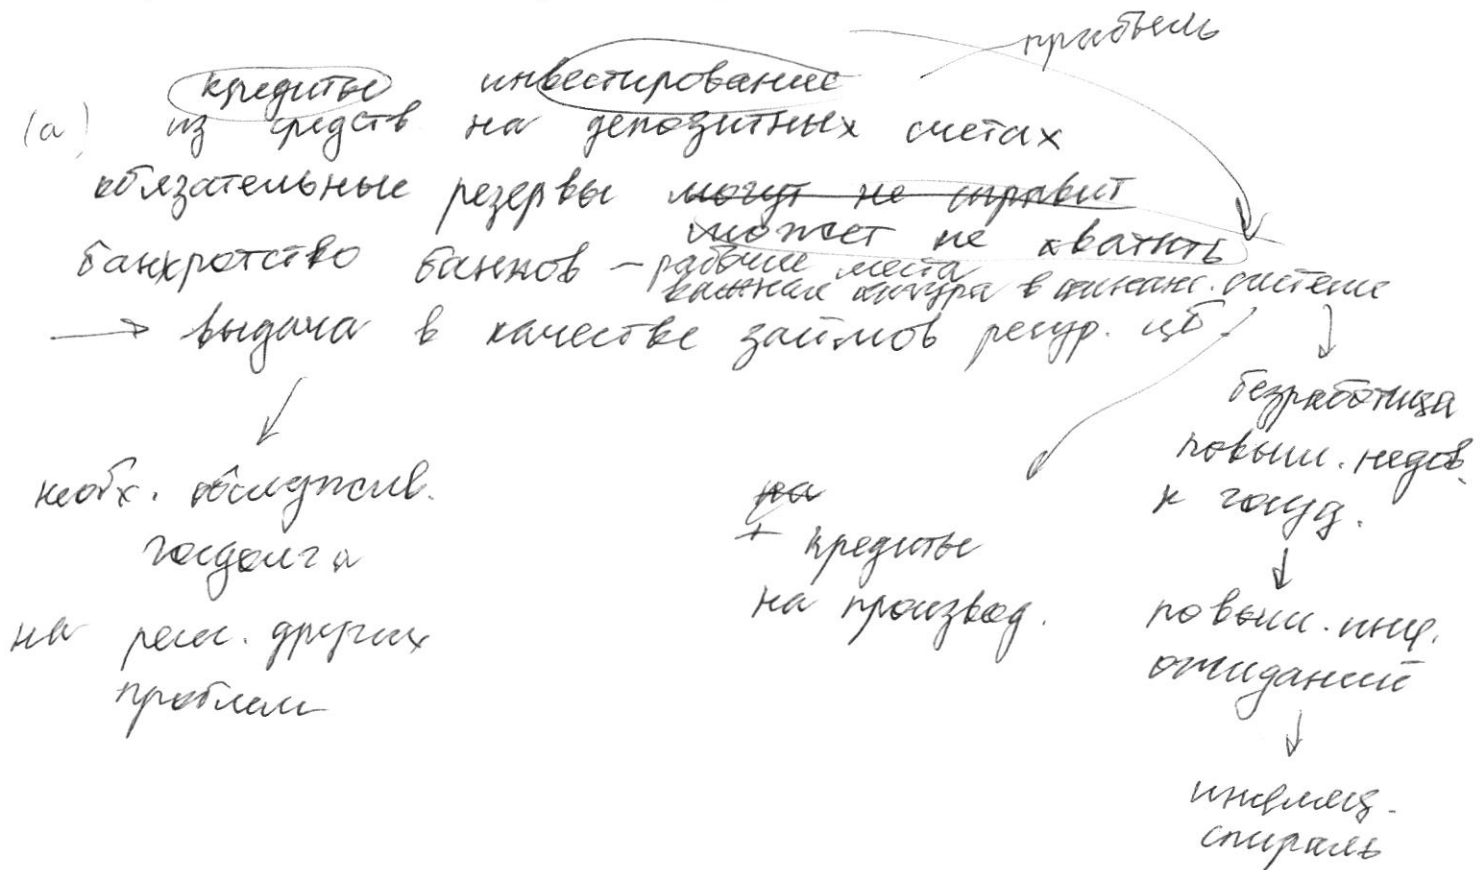 прибыль
кредиты инвестирование
(а) из средств на депозитных счетах
обязательные резервы могут не справит
может не хватить
банкротство банков – рабочие места
важная фигура в финанс. системе
→ выдача в качестве займов ресур. ЦБ
безработица
повыш. недов.
к госуд.
необх. обслужив.
госдолга
на
+ кредиты
на производ.
повыш. инф.
ожиданий
на реш. других
проблем
инфляц.
спираль